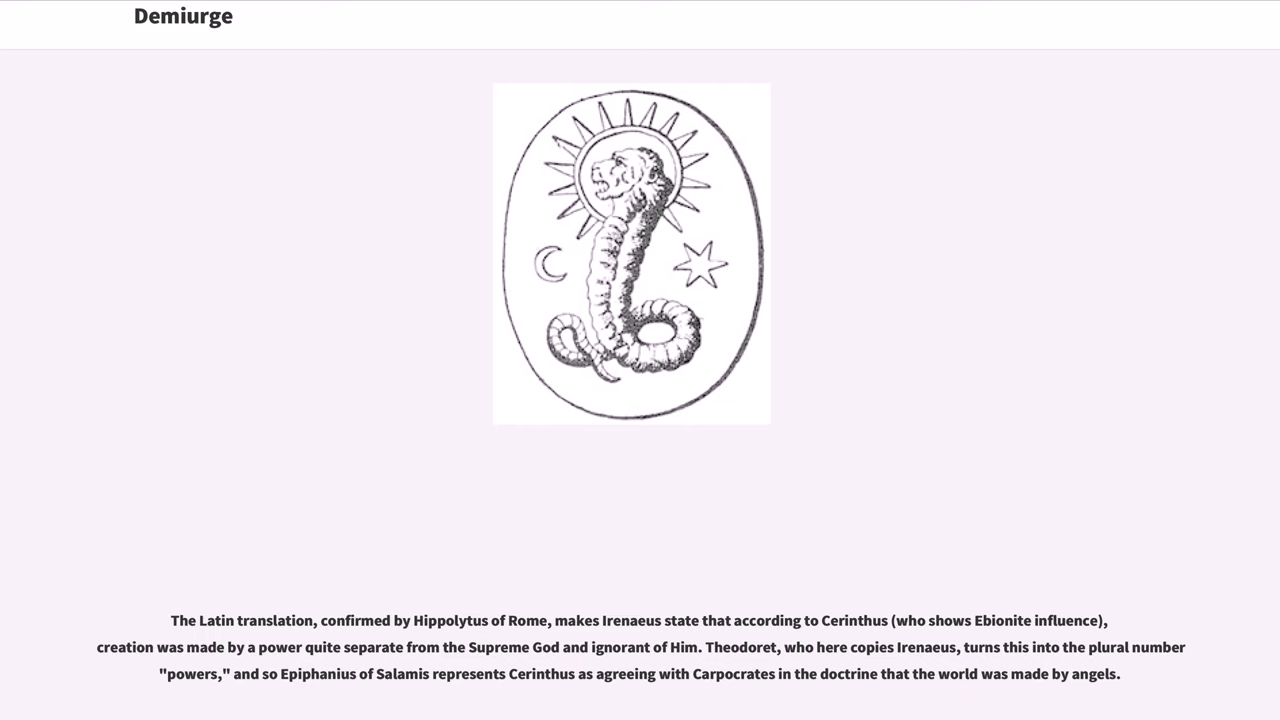 Demiurge
The Latin translation, confirmed by Hippolytus of Rome, makes Irenaeus state that according to Cerinthus (who shows Ebionite influence),
creation was made by a power quite separate from the Supreme God and ignorant of Him. Theodoret, who here copies Irenaeus, turns this into the plural number
"powers," and so Epiphanius of Salamis represents Cerinthus as agreeing with Carpocrates in the doctrine that the world was made by angels.